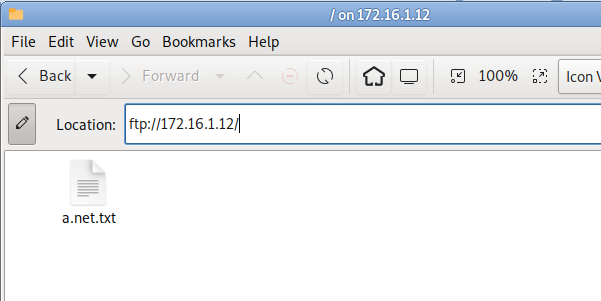 / on 172.16.1.12
File Edit View Go Bookmarks Help
Back Forward 100% Icon V
Location: ftp://172.16.1.12/
a.net.txt